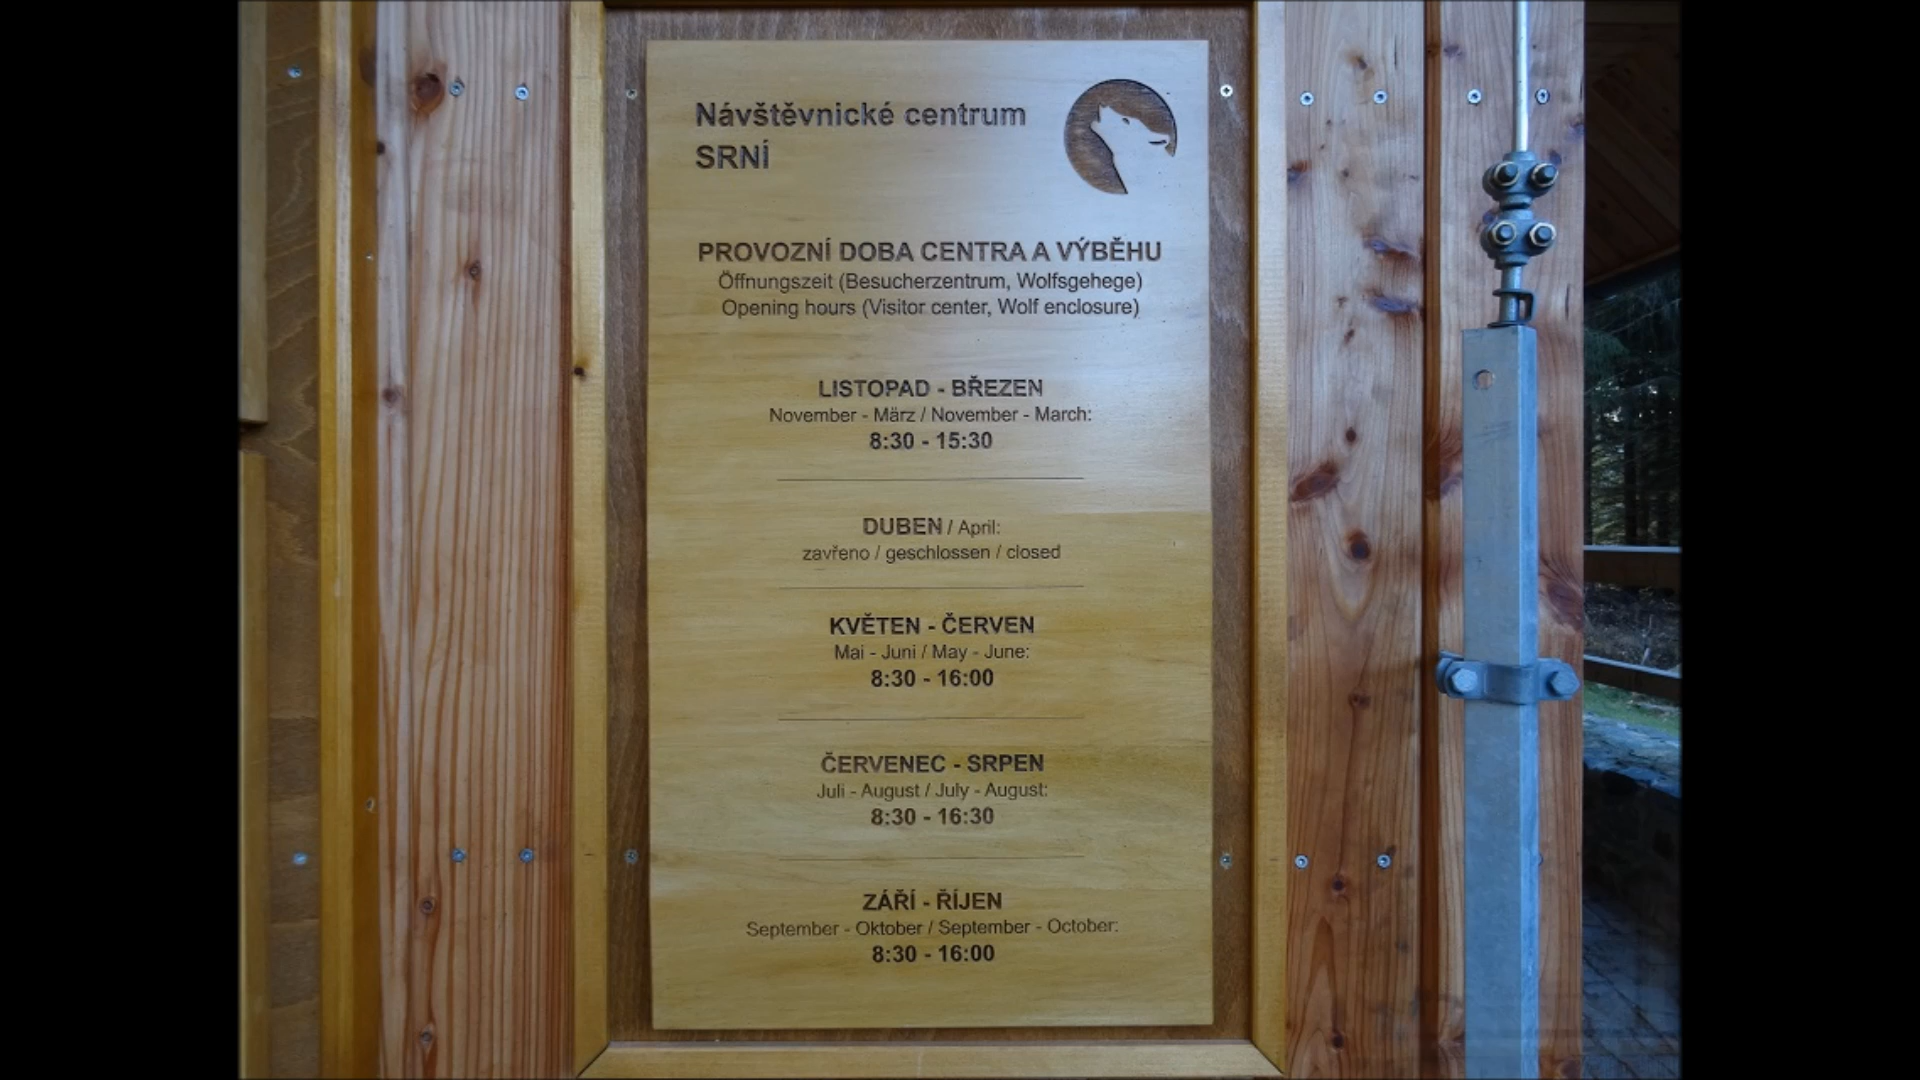 Návštěvnické centrum
SRNÍ
PROVOZNÍ DOBA CENTRA A VÝBĚHU
Öffnungszeit (Besucherzentrum, Wolfsgehege)
Opening hours (Visitor center, Wolf enclosure)
LISTOPAD - BŘEZEN
November - März / November - March:
8:30 - 15:30
DUBEN / April:
zavřeno / geschlossen / closed
KVĚTEN - ČERVEN
Mai - Juni / May - June:
8:30 - 16:00
ČERVENEC - SRPEN
Juli - August / July - August:
8:30 - 16:30
ZÁŘÍ - ŘÍJEN
September - Oktober / September - October:
8:30 - 16:00